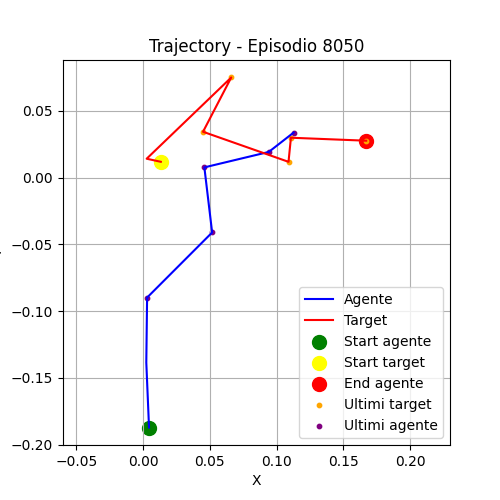 Trajectory - Episodio 8050
0.05
0.00
−0.05
−0.10
−0.15
−0.20
−0.05
0.00
0.05
0.10
0.15
0.20
X
Agente
Target
Start agente
Start target
End agente
Ultimi target
Ultimi agente